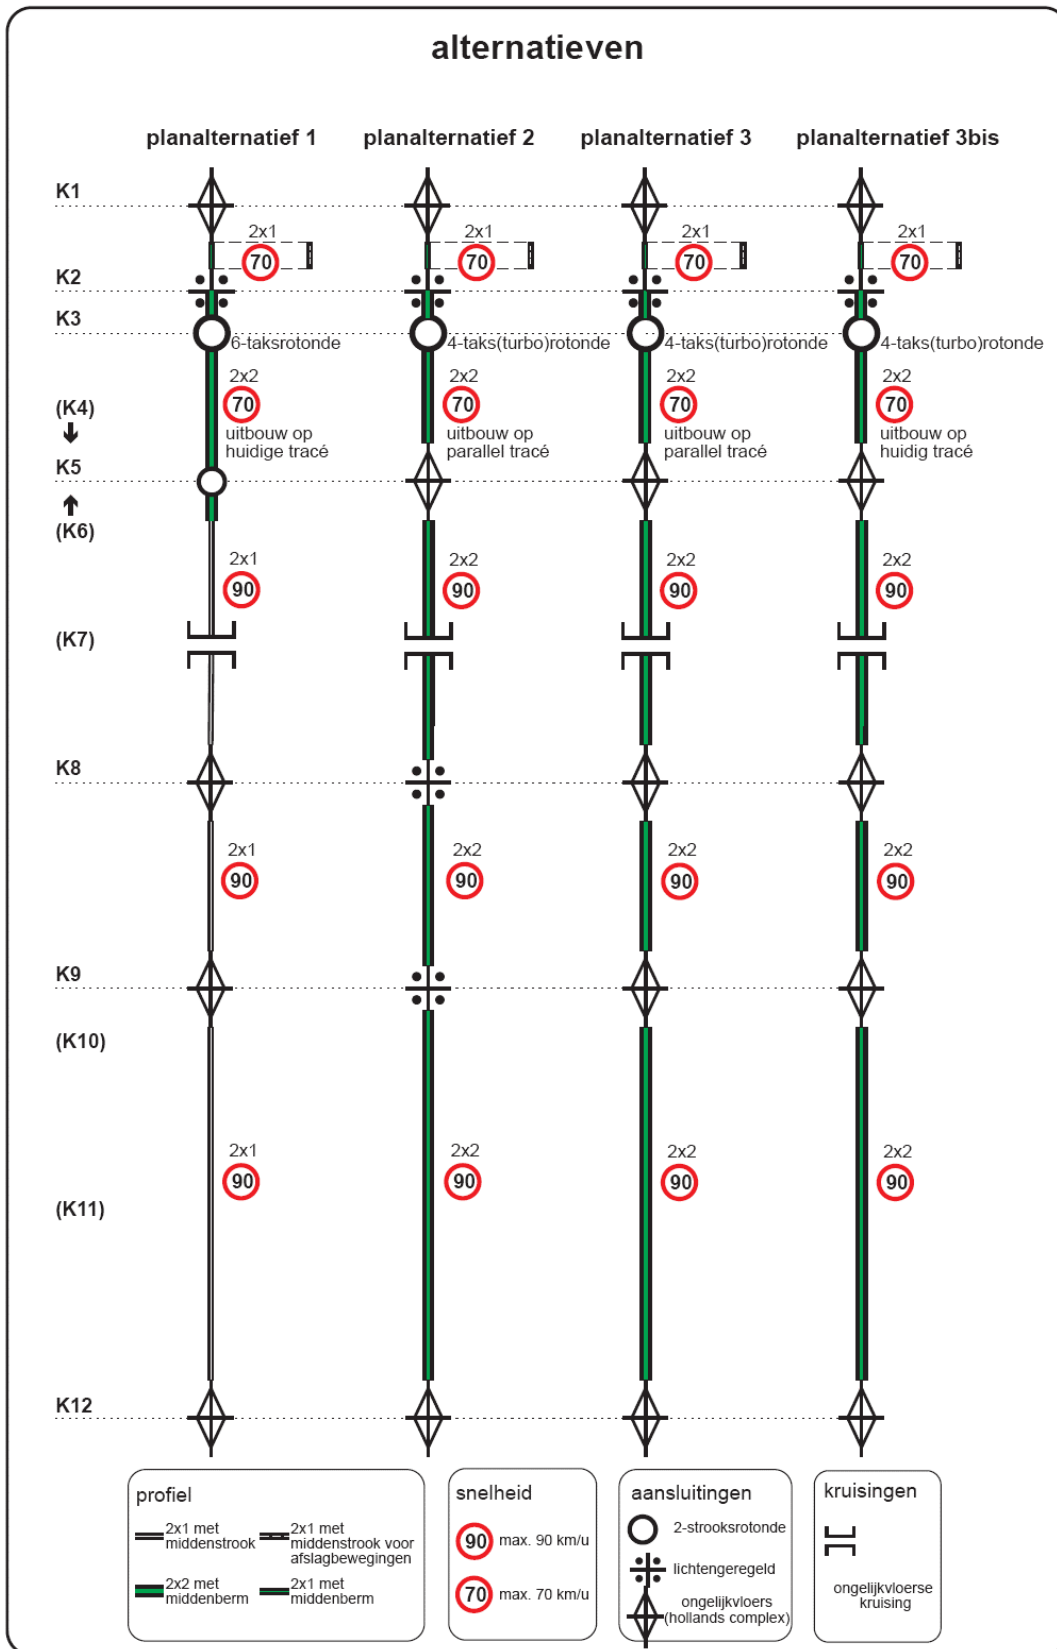 alternatieven
planalternatief 1 planalternatief 2 planalternatief 3 planalternatief 3bis
K1
2x1 2x1 2x1 2x1
70 70 70 70
K2
K3
6-taksrotonde 4-taks(turbo)rotonde 4-taks(turbo)rotonde 4-taks(turbo)rotonde
2x2 2x2 2x2 2x2
(K4) 70 70 70 70
uitbouw op uitbouw op uitbouw op uitbouw op
huidige tracé parallel tracé parallel tracé huidig tracé
K5
(K6)
2x1 2x2 2x2 2x2
90 90 90 90
(K7)
K8
2x1 2x2 2x2 2x2
90 90 90 90
K9
(K10)
2x1 2x2 2x2 2x2
90 90 90 90
(K11)
K12
profiel
2x1 met
middenstrook
2x1 met
middenstrook voor
afslagbewegingen
2x2 met
middenberm
2x1 met
middenberm
snelheid
90 max. 90 km/u
70 max. 70 km/u
aansluitingen
2-strooksrotonde
lichtengeregeld
ongelijkvloers
(hollands complex)
kruisingen
ongelijkvloerse
kruising